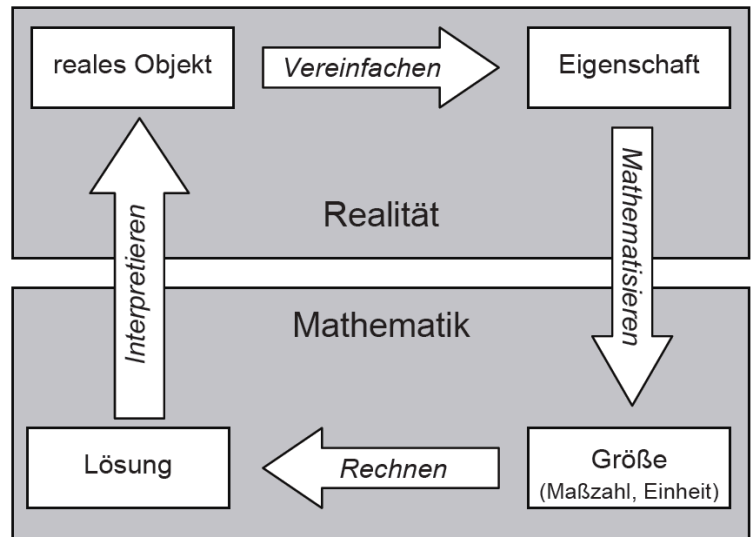 reales Objekt
Vereinfachen
Eigenschaft
Mathematisieren
Realität
Interpretieren
Mathematik
Lösung
Rechnen
Größe
(Maßzahl, Einheit)